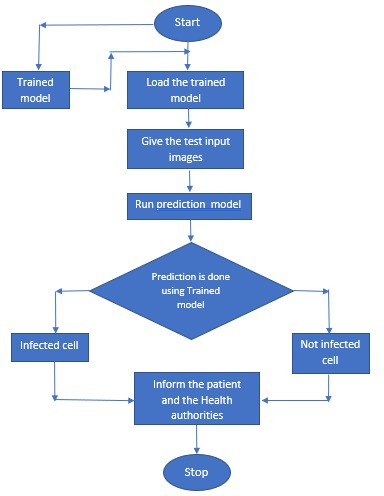 Start
Trained
model
Load the trained
model
Give the test input
images
Run prediction model
Prediction is done
using Trained
model
Infected cell
Not infected
cell
Inform the patient
and the Health
authorities
Stop